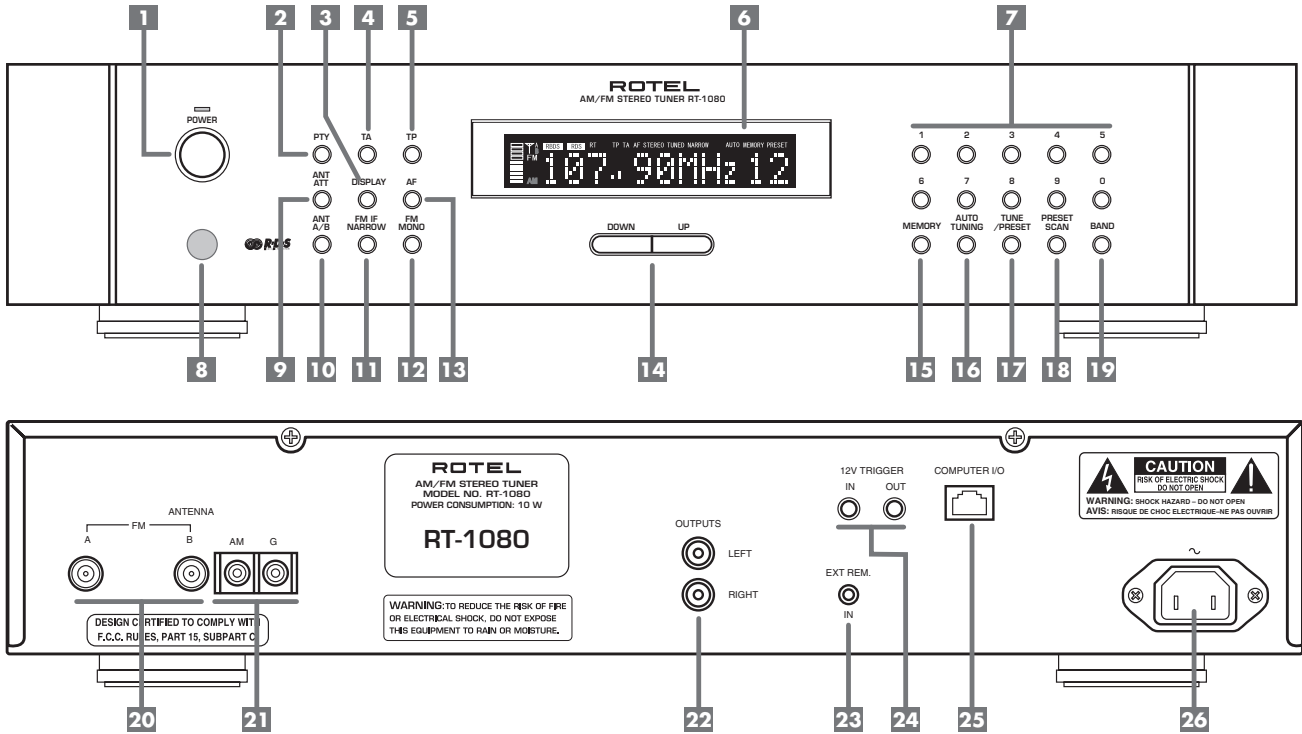 1 2 3 4 5 6 7
ROTEL
AM/FM STEREO TUNER RT-1080
POWER
PTY TA TP
ANT ATT DISPLAY AF
ANT A/B FM IF NARROW FM MONO
A B FM AM RBDS RDS RT TP TA AF STEREO TUNED NARROW AUTO MEMORY PRESET
107.90MHz 12
DOWN UP
1 2 3 4 5
6 7 8 9 0
MEMORY AUTO TUNING TUNE /PRESET PRESET SCAN BAND
R·D·S
8 9 10 11 12 13 14 15 16 17 18 19
ROTEL
AM/FM STEREO TUNER
MODEL NO. RT-1080
POWER CONSUMPTION: 10 W
RT-1080
WARNING: TO REDUCE THE RISK OF FIRE
OR ELECTRICAL SHOCK, DO NOT EXPOSE
THIS EQUIPMENT TO RAIN OR MOISTURE.
ANTENNA
FM
A B AM G
DESIGN CERTIFIED TO COMPLY WITH
F.C.C. RULES, PART 15, SUBPART C
OUTPUTS
LEFT
RIGHT
12V TRIGGER
IN OUT
EXT REM.
IN
COMPUTER I/O
CAUTION
RISK OF ELECTRIC SHOCK
DO NOT OPEN
WARNING: SHOCK HAZARD – DO NOT OPEN
AVIS: RISQUE DE CHOC ELECTRIQUE–NE PAS OUVRIR
~
20 21 22 23 24 25 26